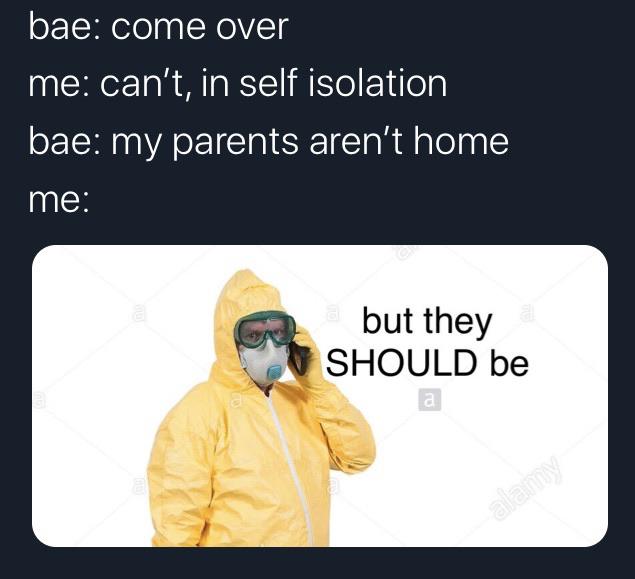 bae: come over
me: can’t, in self isolation
bae: my parents aren’t home
me:
but they
SHOULD be
a
alamy